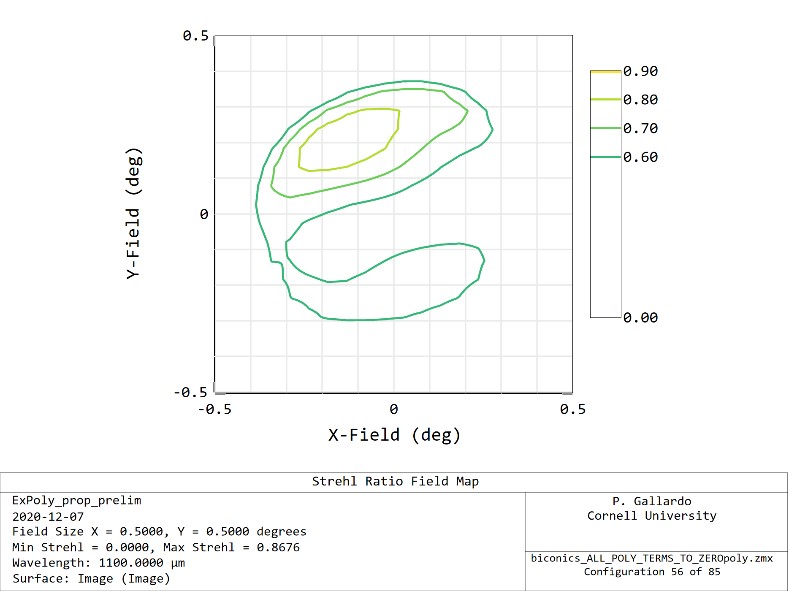 0.5
0
-0.5
Y-Field (deg)
-0.5
0
0.5
X-Field (deg)
0.90
0.80
0.70
0.60
0.00
Strehl Ratio Field Map
ExPoly_prop_prelim
2020-12-07
Field Size X = 0.5000, Y = 0.5000 degrees
Min Strehl = 0.0000, Max Strehl = 0.8676
Wavelength: 1100.0000 µm
Surface: Image (Image)
P. Gallardo
Cornell University
biconics_ALL_POLY_TERMS_TO_ZEROpoly.zmx
Configuration 56 of 85